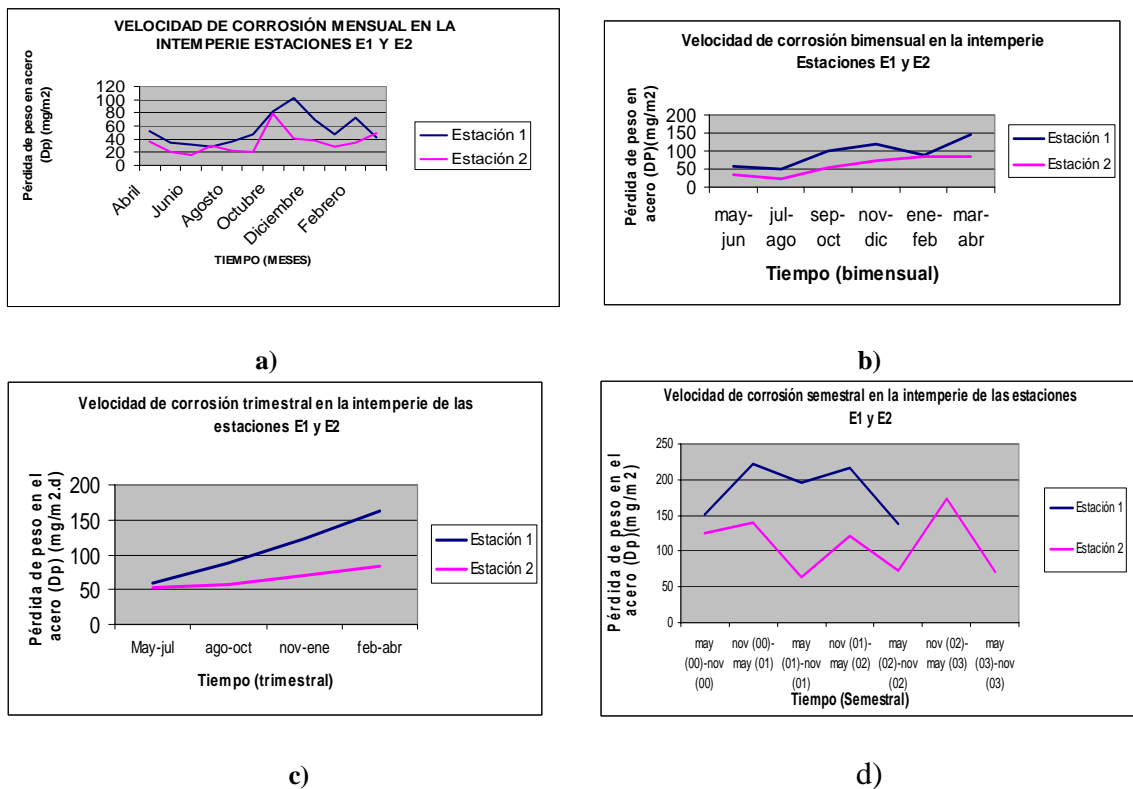 VELOCIDAD DE CORROSIÓN MENSUAL EN LA
INTEMPERIE ESTACIONES E1 Y E2
Pérdida de peso en acero
(Dp) (mg/m2)
120
100
80
60
40
20
0
Abril
Junio
Agosto
Octubre
Diciembre
Febrero
TIEMPO (MESES)
Estación 1
Estación 2
a)
Velocidad de corrosión bimensual en la intemperie
Estaciones E1 y E2
Pérdida de peso en
acero (DP)(mg/m2)
200
150
100
50
0
may-
jun
jul-
ago
sep-
oct
nov-
dic
ene-
feb
mar-
abr
Tiempo (bimensual)
Estación 1
Estación 2
b)
Velocidad de corrosión trimestral en la intemperie de las
estaciones E1 y E2
Pérdida de peso en el
acero (Dp) (mg/m2.d)
200
150
100
50
0
May-jul
ago-oct
nov-ene
feb-abr
Tiempo (trimestral)
Estación 1
Estación 2
c)
Velocidad de corrosión semestral en la intemperie de las estaciones
E1 y E2
Pérdida de peso en el
acero (Dp)(mg/m2)
250
200
150
100
50
0
may
(00)-nov
(00)
nov (00)-
may (01)
may
(01)-nov
(01)
nov (01)-
may (02)
may
(02)-nov
(02)
nov (02)-
may (03)
may
(03)-nov
(03)
Tiempo (Semestral)
Estación 1
Estación 2
d)